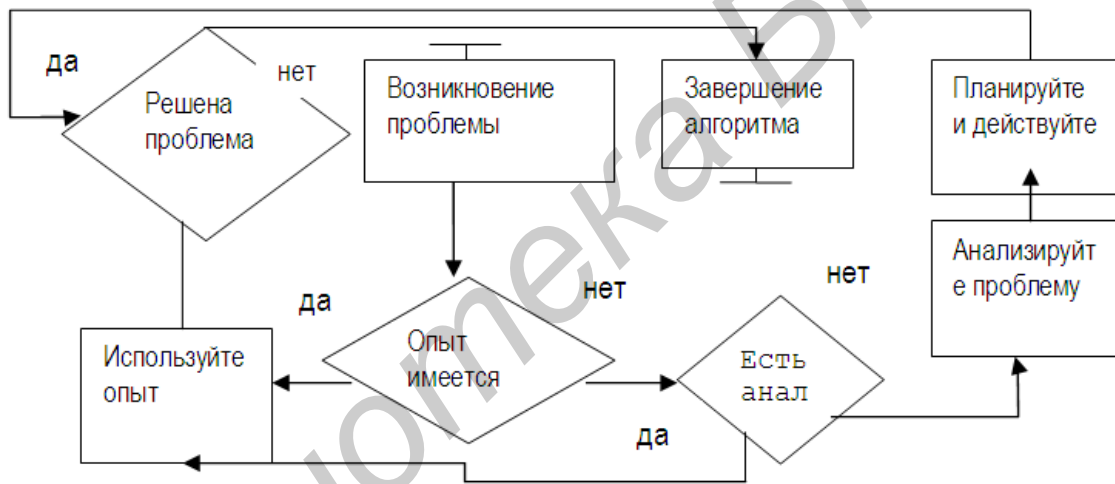 да
нет
Решена
проблема
Возникновение
проблемы
Завершение
алгоритма
Планируйте
и действуйте
Анализируйт
е проблему
да
нет
нет
Используйте
опыт
Опыт
имеется
Есть
анал
да
отека